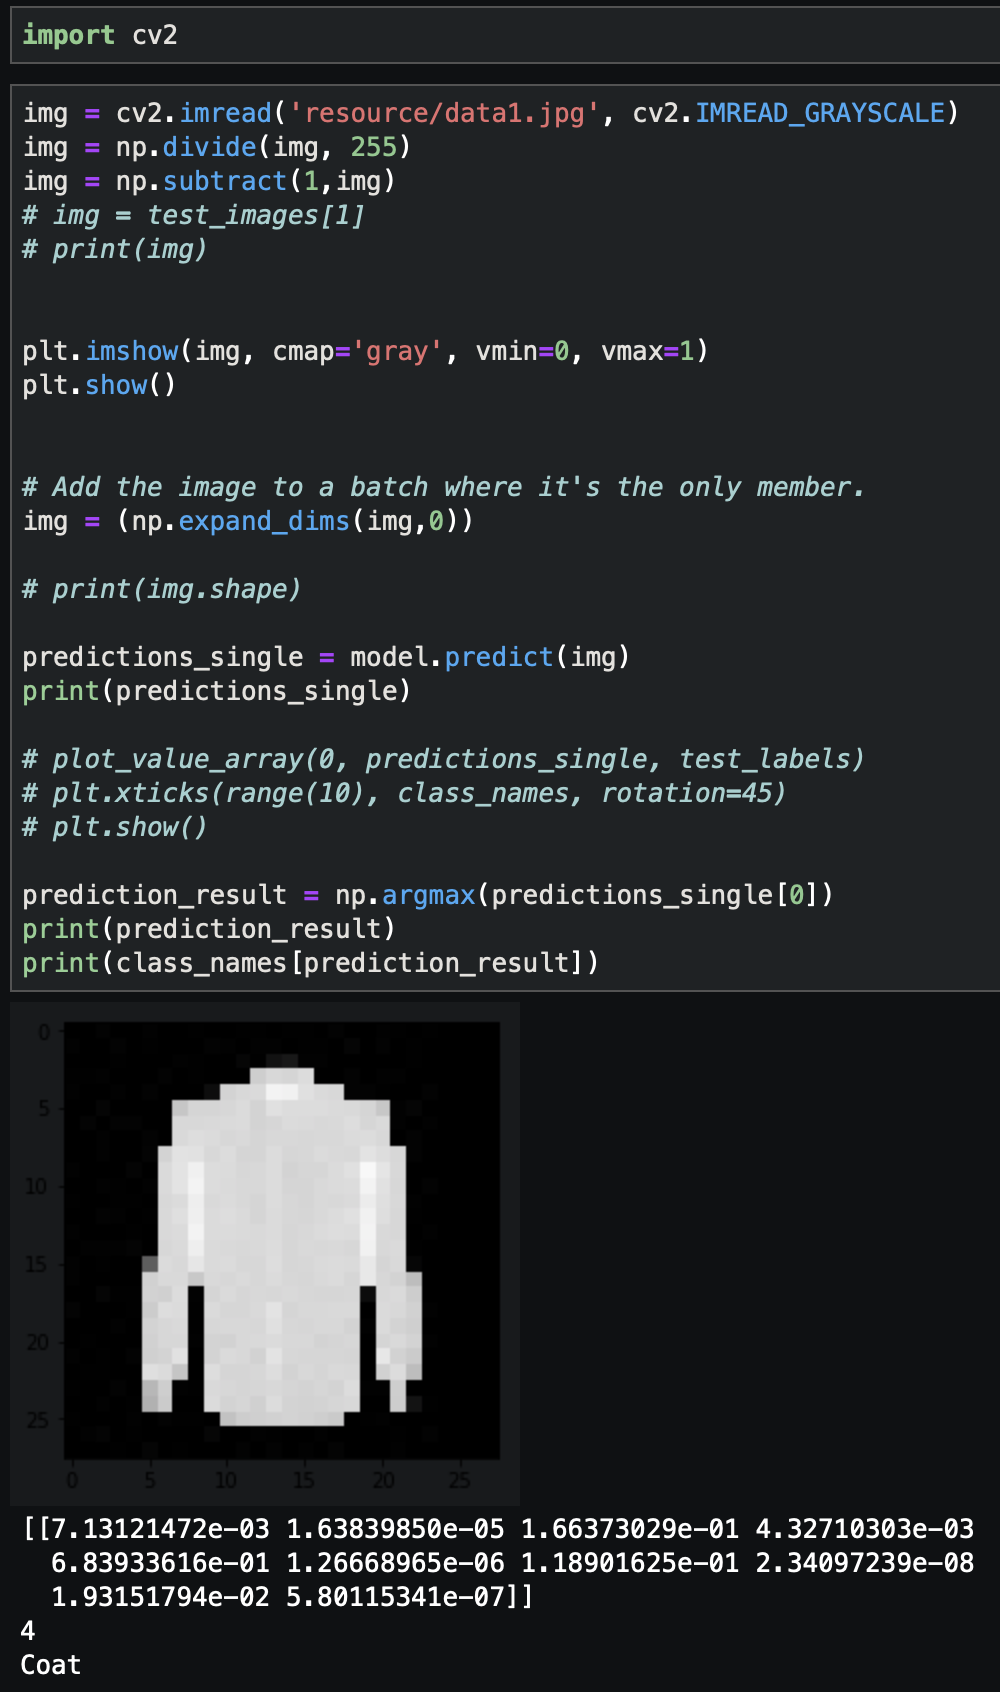 import cv2
img = cv2.imread('resource/data1.jpg', cv2.IMREAD_GRAYSCALE)
img = np.divide(img, 255)
img = np.subtract(1,img)
# img = test_images[1]
# print(img)
plt.imshow(img, cmap='gray', vmin=0, vmax=1)
plt.show()
# Add the image to a batch where it's the only member.
img = (np.expand_dims(img,0))
# print(img.shape)
predictions_single = model.predict(img)
print(predictions_single)
# plot_value_array(0, predictions_single, test_labels)
# plt.xticks(range(10), class_names, rotation=45)
# plt.show()
prediction_result = np.argmax(predictions_single[0])
print(prediction_result)
print(class_names[prediction_result])
0
5
10
15
20
25
0 5 10 15 20 25
[[7.13121472e-03 1.63839850e-05 1.66373029e-01 4.32710303e-03
6.83933616e-01 1.26668965e-06 1.18901625e-01 2.34097239e-08
1.93151794e-02 5.80115341e-07]]
4
Coat